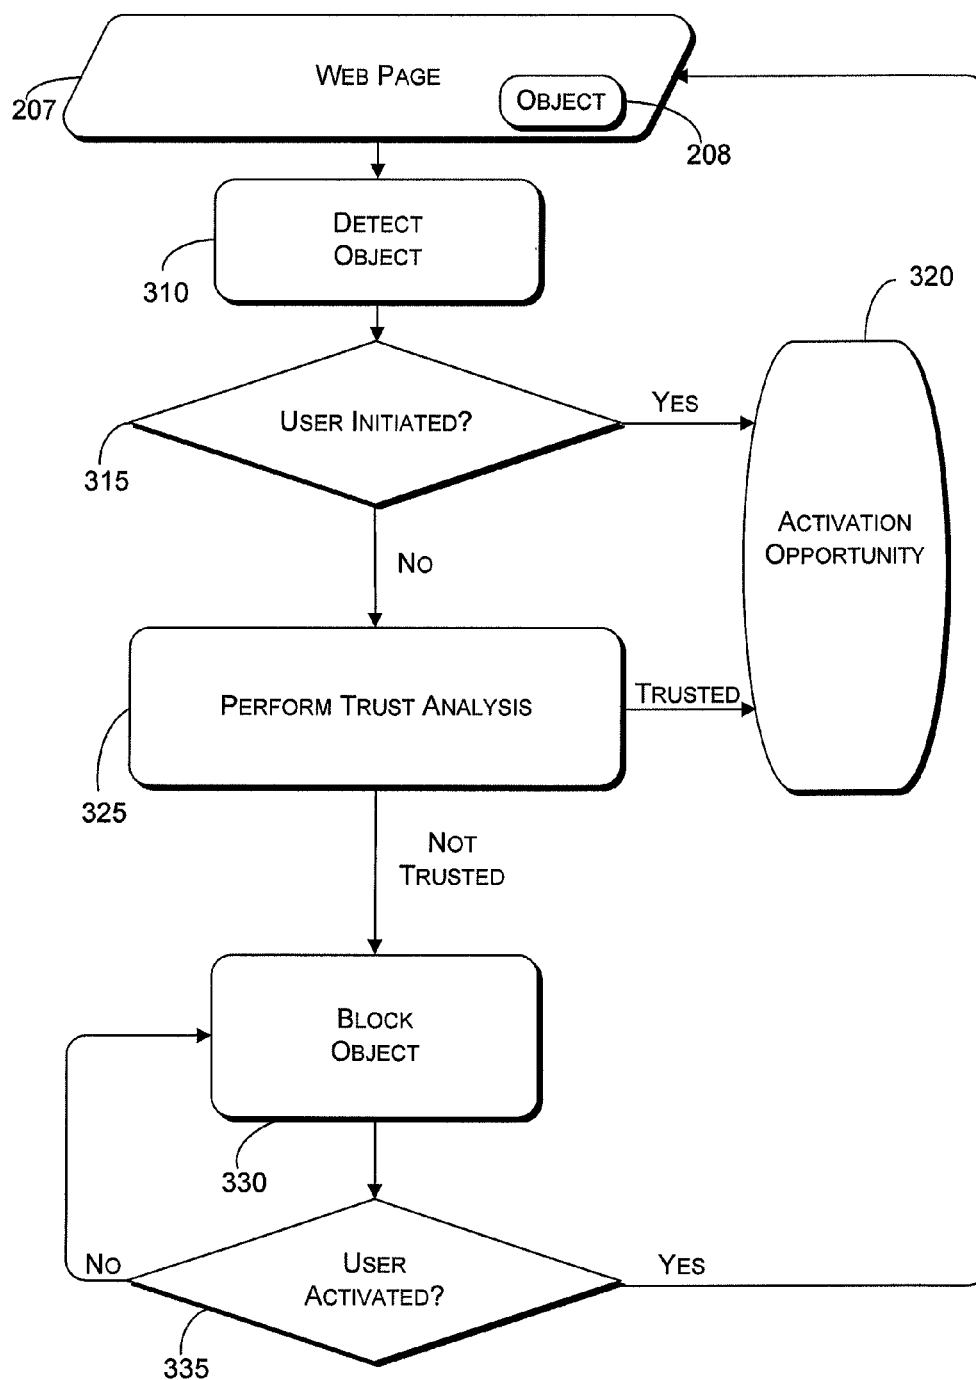 WEB PAGE
OBJECT
207
208
DETECT
OBJECT
310
320
USER INITIATED?
YES
315
ACTIVATION
OPPORTUNITY
NO
PERFORM TRUST ANALYSIS
TRUSTED
325
NOT
TRUSTED
BLOCK
OBJECT
330
NO
USER
ACTIVATED?
YES
335